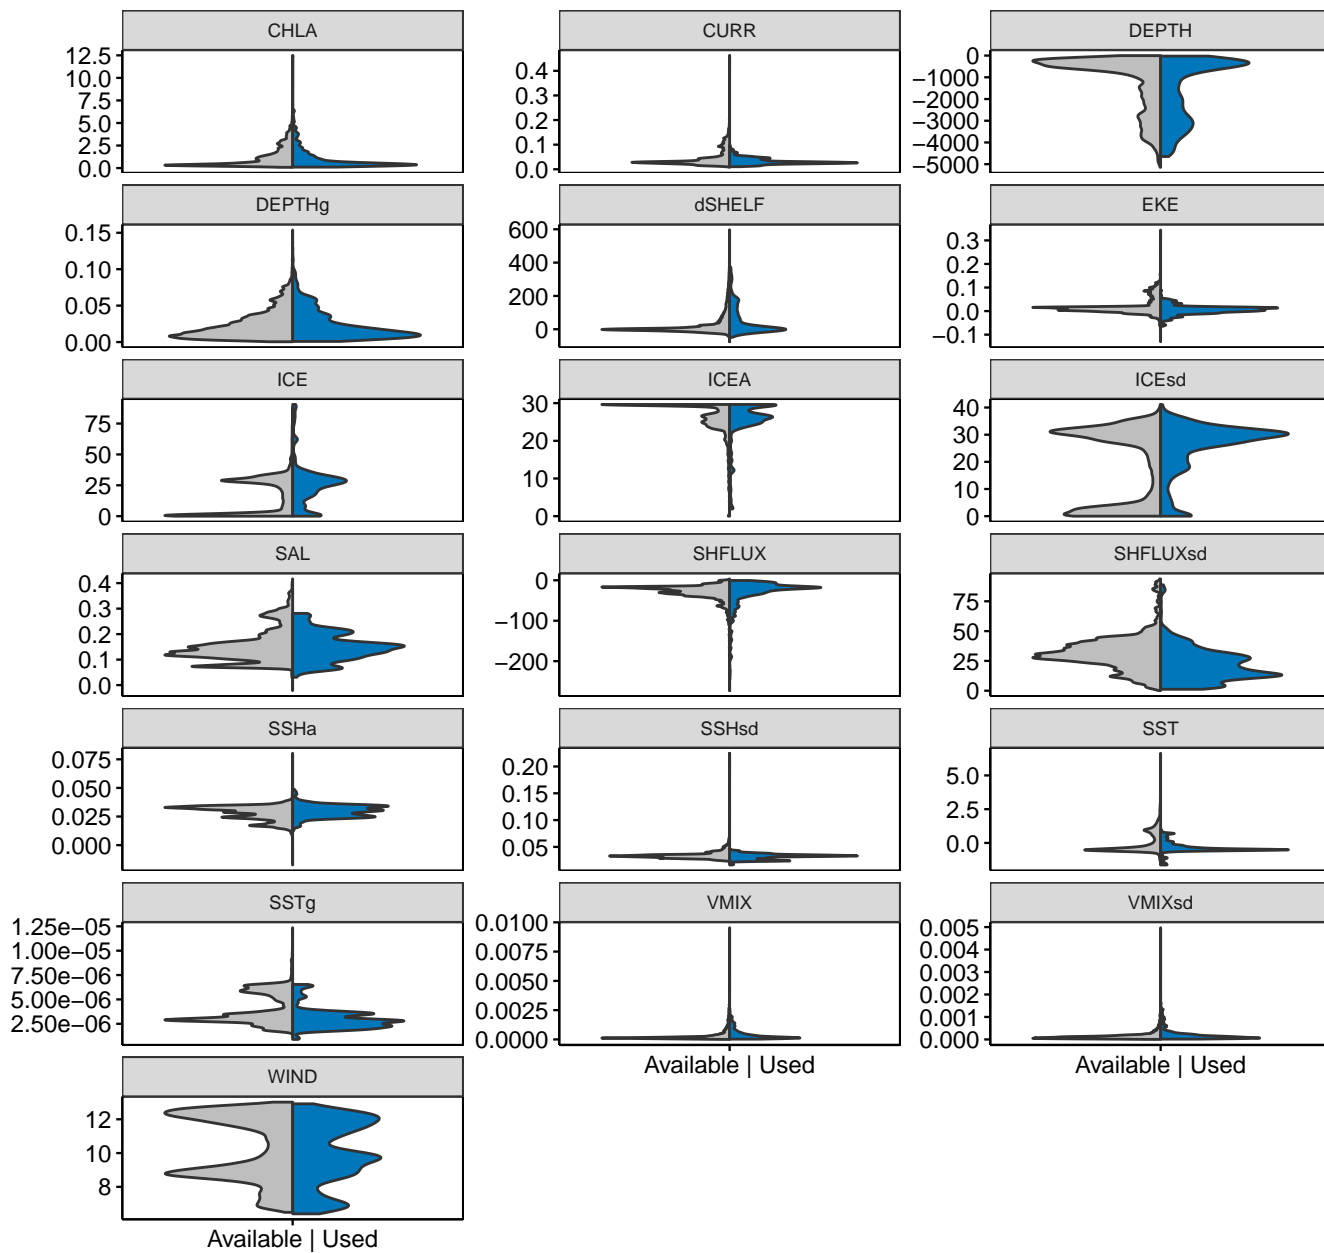 CHLA
12.5
10.0
7.5
5.0
2.5
0.0
CURR
0.4
0.3
0.2
0.1
0.0
DEPTH
0
−1000
−2000
−3000
−4000
−5000
DEPTHg
0.15
0.10
0.05
0.00
dSHELF
600
400
200
0
EKE
0.3
0.2
0.1
0.0
−0.1
ICE
75
50
25
0
ICEA
30
20
10
0
ICEsd
40
30
20
10
0
SAL
0.4
0.3
0.2
0.1
0.0
SHFLUX
0
−100
−200
SHFLUXsd
75
50
25
0
SSHa
0.075
0.050
0.025
0.000
SSHsd
0.20
0.15
0.10
0.05
SST
5.0
2.5
0.0
SSTg
1.25e−05
1.00e−05
7.50e−06
5.00e−06
2.50e−06
VMIX
0.0100
0.0075
0.0050
0.0025
0.0000
Available | Used
VMIXsd
0.005
0.004
0.003
0.002
0.001
0.000
Available | Used
WIND
12
10
8
Available | Used